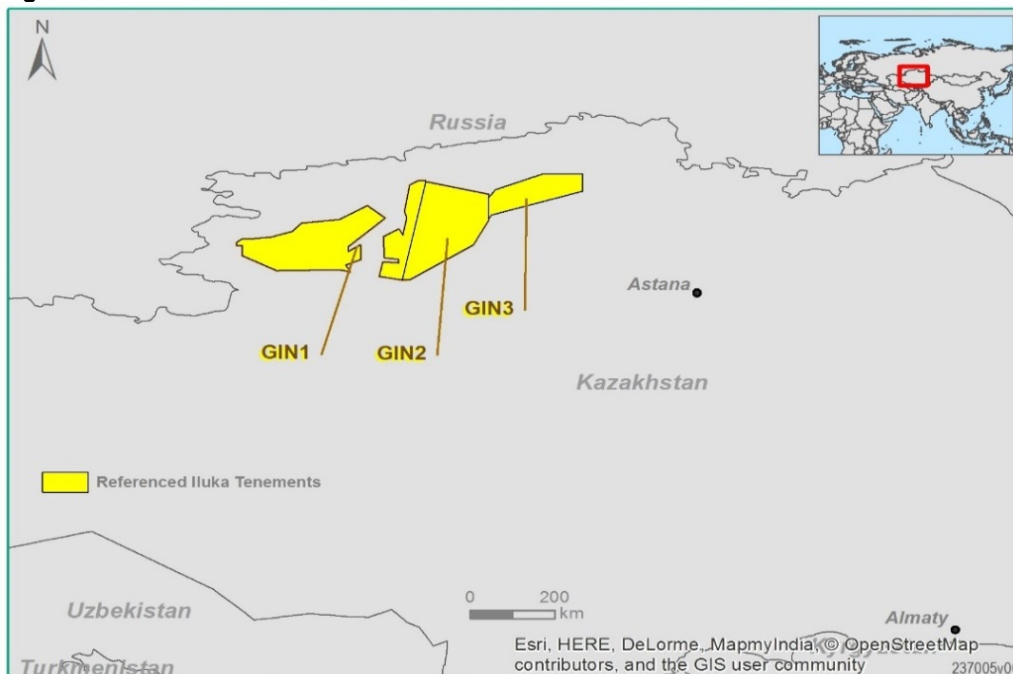 N
Russia
Astana
GIN3
GIN1
GIN2
Kazakhstan
Referenced Iluka Tenements
0 200
km
Uzbekistan
Almaty
Esri, HERE, DeLorme, MapmyIndia, © OpenStreetMap
contributors, and the GIS user community
Turkmenistan